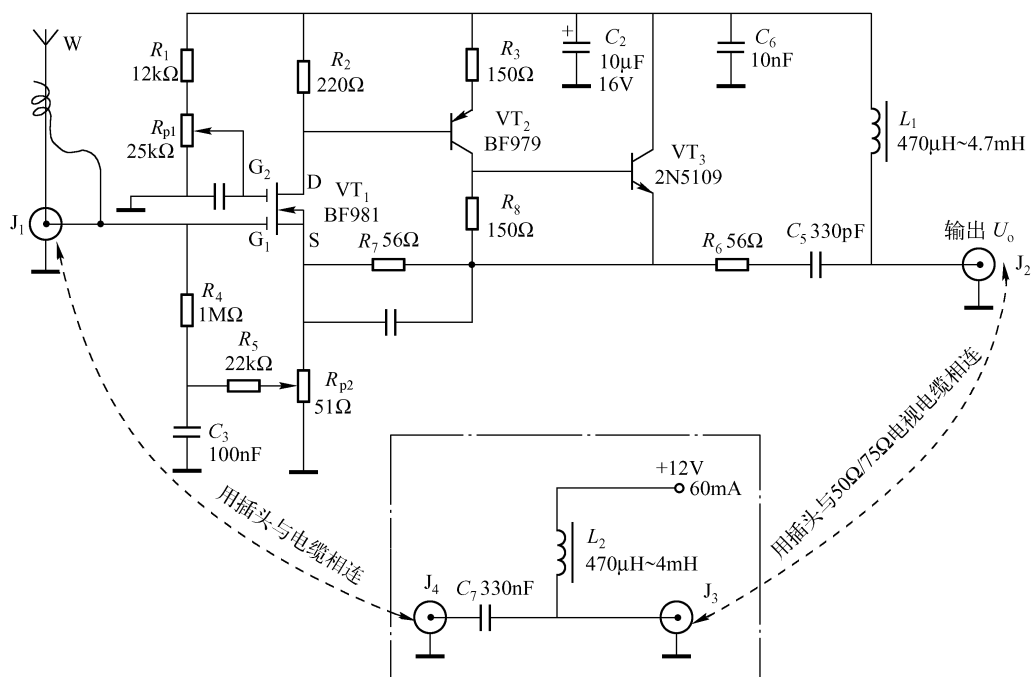 W
R1
12kΩ
Rp1
25kΩ
R2
220Ω
R3
150Ω
C2
10μF
16V
C6
10nF
L1
470μH~4.7mH
VT2
BF979
VT3
2N5109
G2
D
VT1
BF981
R8
150Ω
J1
G1
S
R7 56Ω
R6 56Ω
C5 330pF
输出 Uo
J2
R4
1MΩ
R5
22kΩ
Rp2
51Ω
C3
100nF
用插头与电缆相连
用插头与50Ω/75Ω电视电缆相连
+12V
60mA
L2
470μH~4mH
J4
C7 330nF
J3